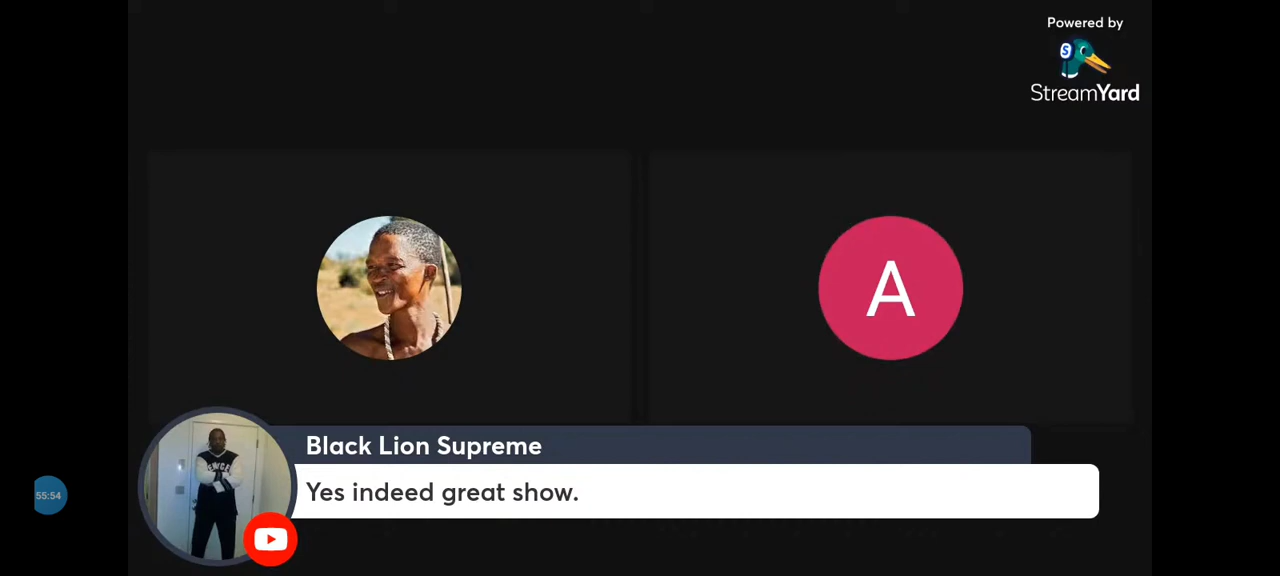 Powered by
S
StreamYard
A
Black Lion Supreme
Yes indeed great show.
55:54